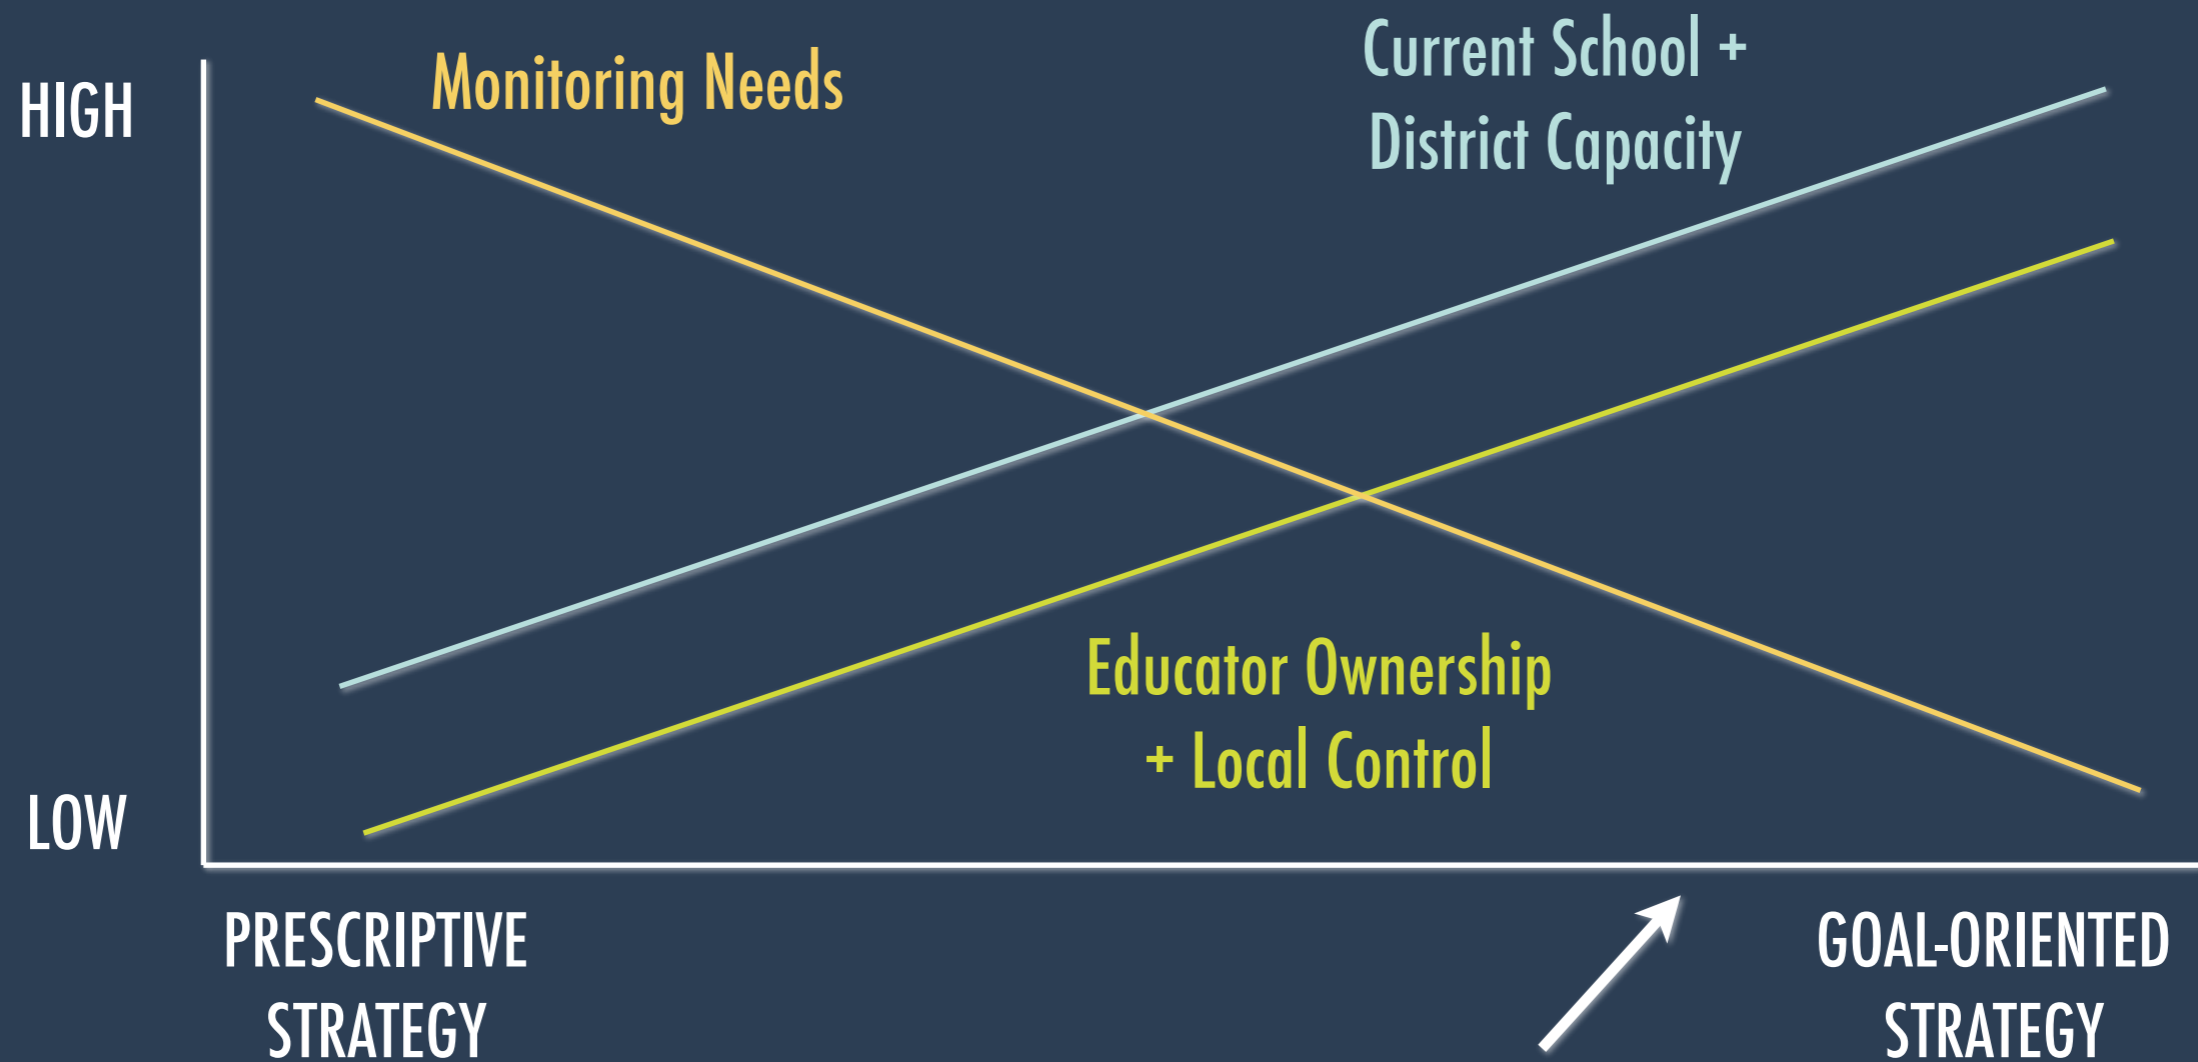 HIGH
Monitoring Needs
Current School +
District Capacity
Educator Ownership
+ Local Control
LOW
PRESCRIPTIVE
STRATEGY
GOAL-ORIENTED
STRATEGY